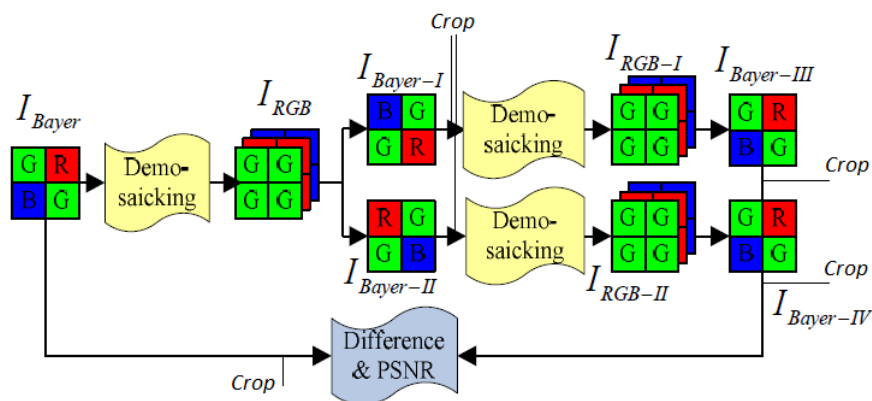 Crop
I_Bayer
I_RGB
I_Bayer-I
I_RGB-I
I_Bayer-III
G R
B G
Demo-
saicking
G G
G G
B G
G R
Demo-
saicking
G G
G G
G R
B G
Crop
R G
G B
Demo-
saicking
G G
G G
G R
B G
Crop
I_Bayer-II
I_RGB-II
I_Bayer-IV
Difference
& PSNR
Crop